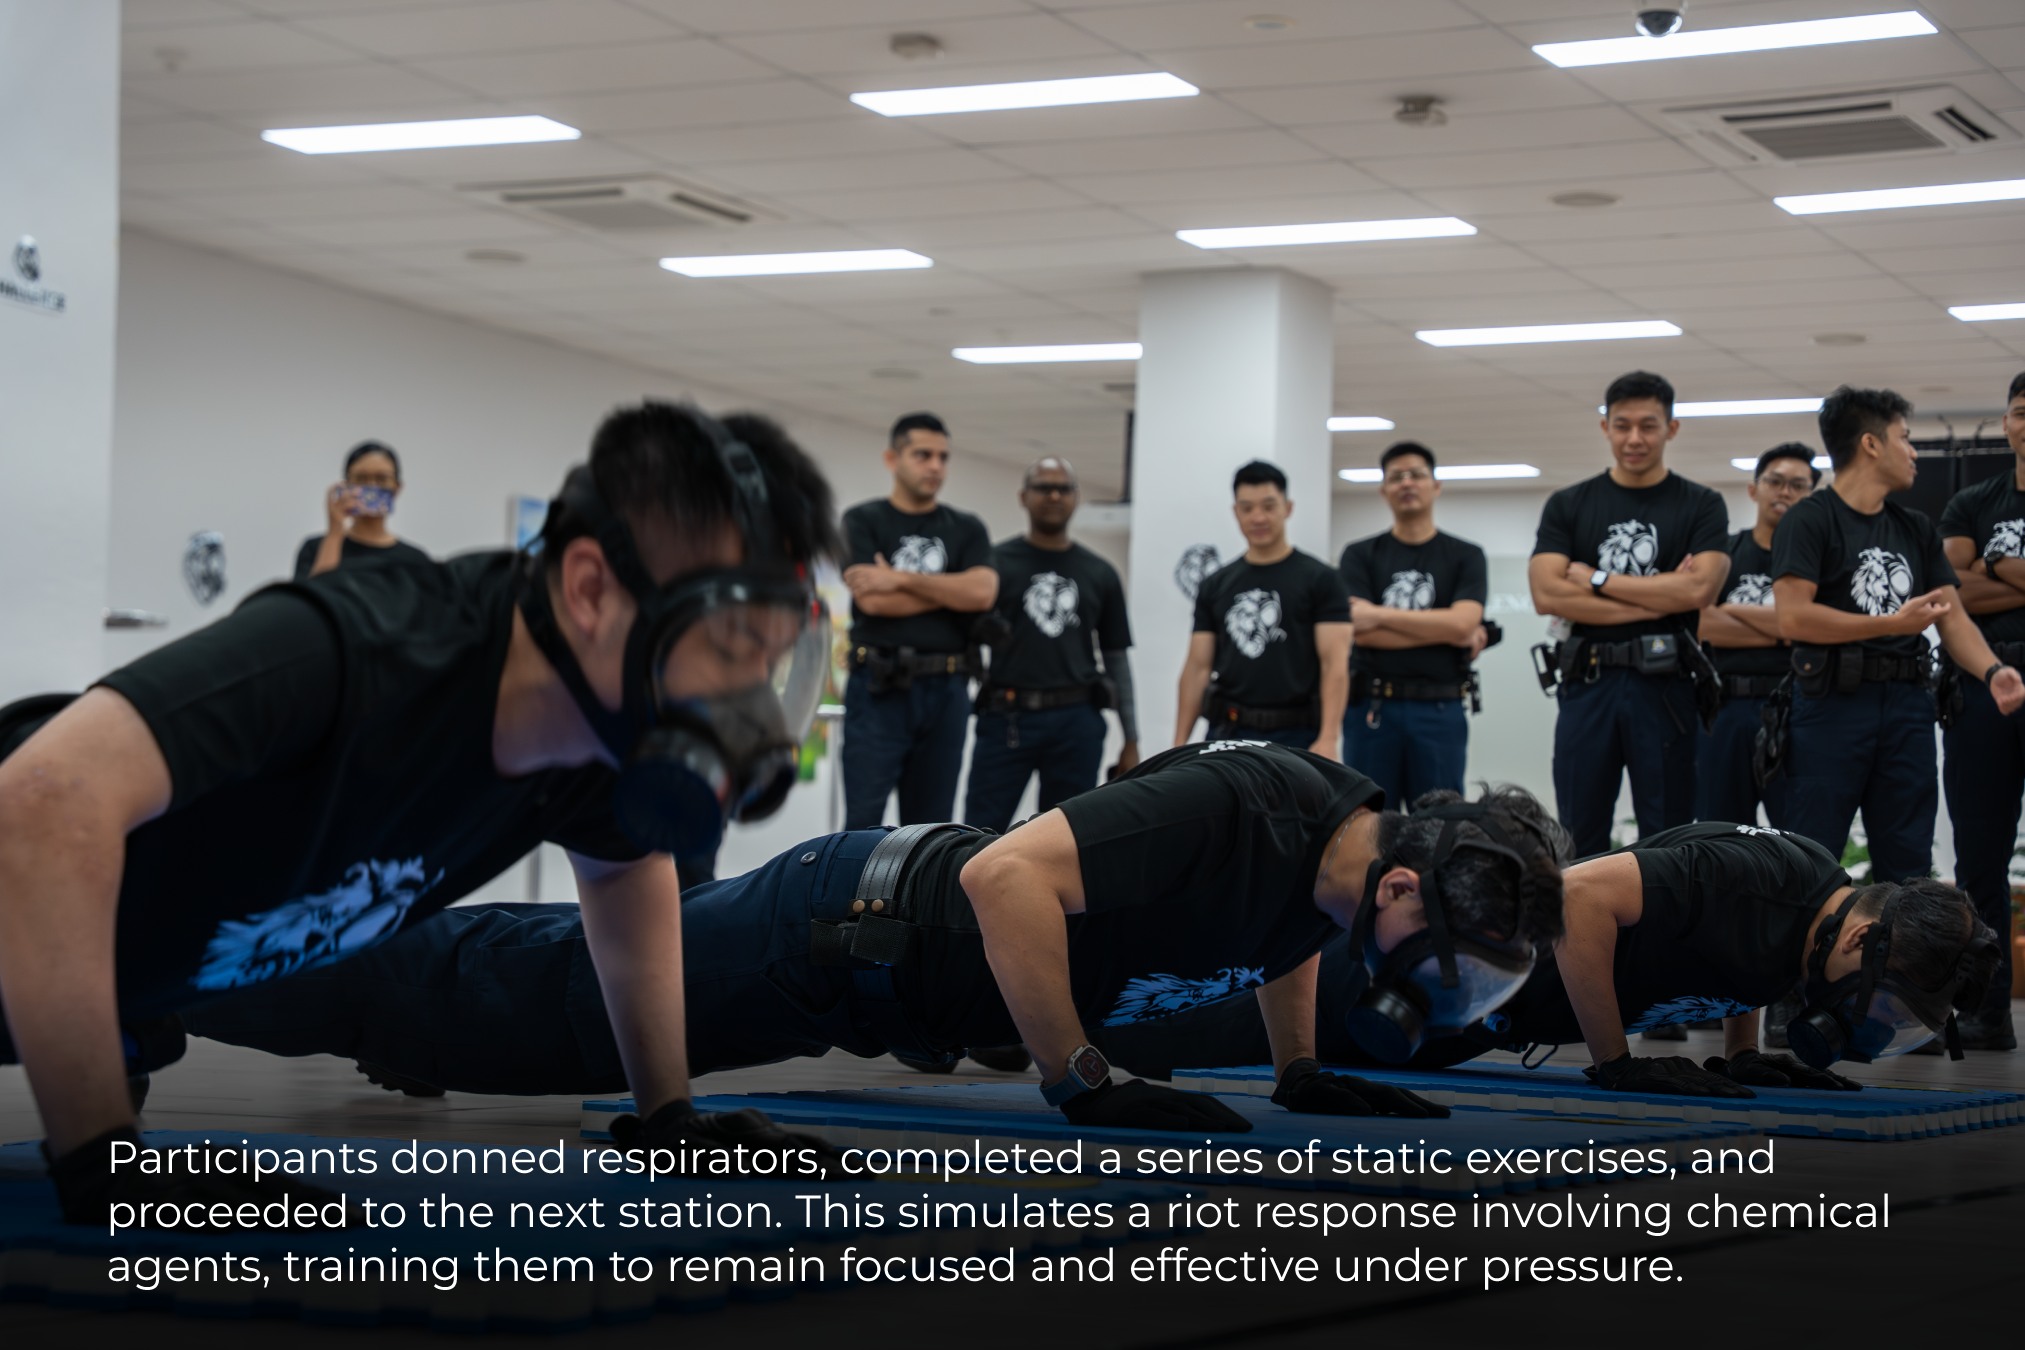 Participants donned respirators, completed a series of static exercises, and
proceeded to the next station. This simulates a riot response involving chemical
agents, training them to remain focused and effective under pressure.